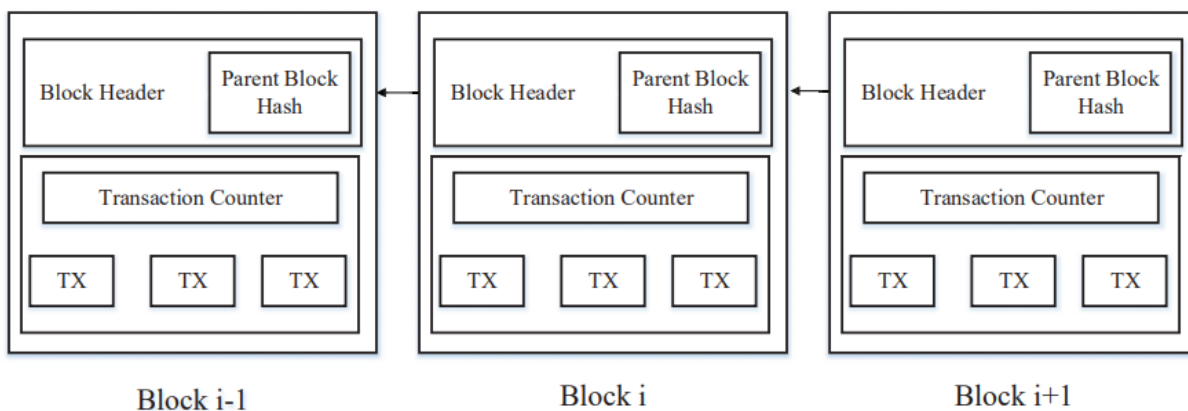 Block Header
Parent Block
Hash
Transaction Counter
TX TX TX
Block i-1
Block Header
Parent Block
Hash
Transaction Counter
TX TX TX
Block i
Block Header
Parent Block
Hash
Transaction Counter
TX TX TX
Block i+1